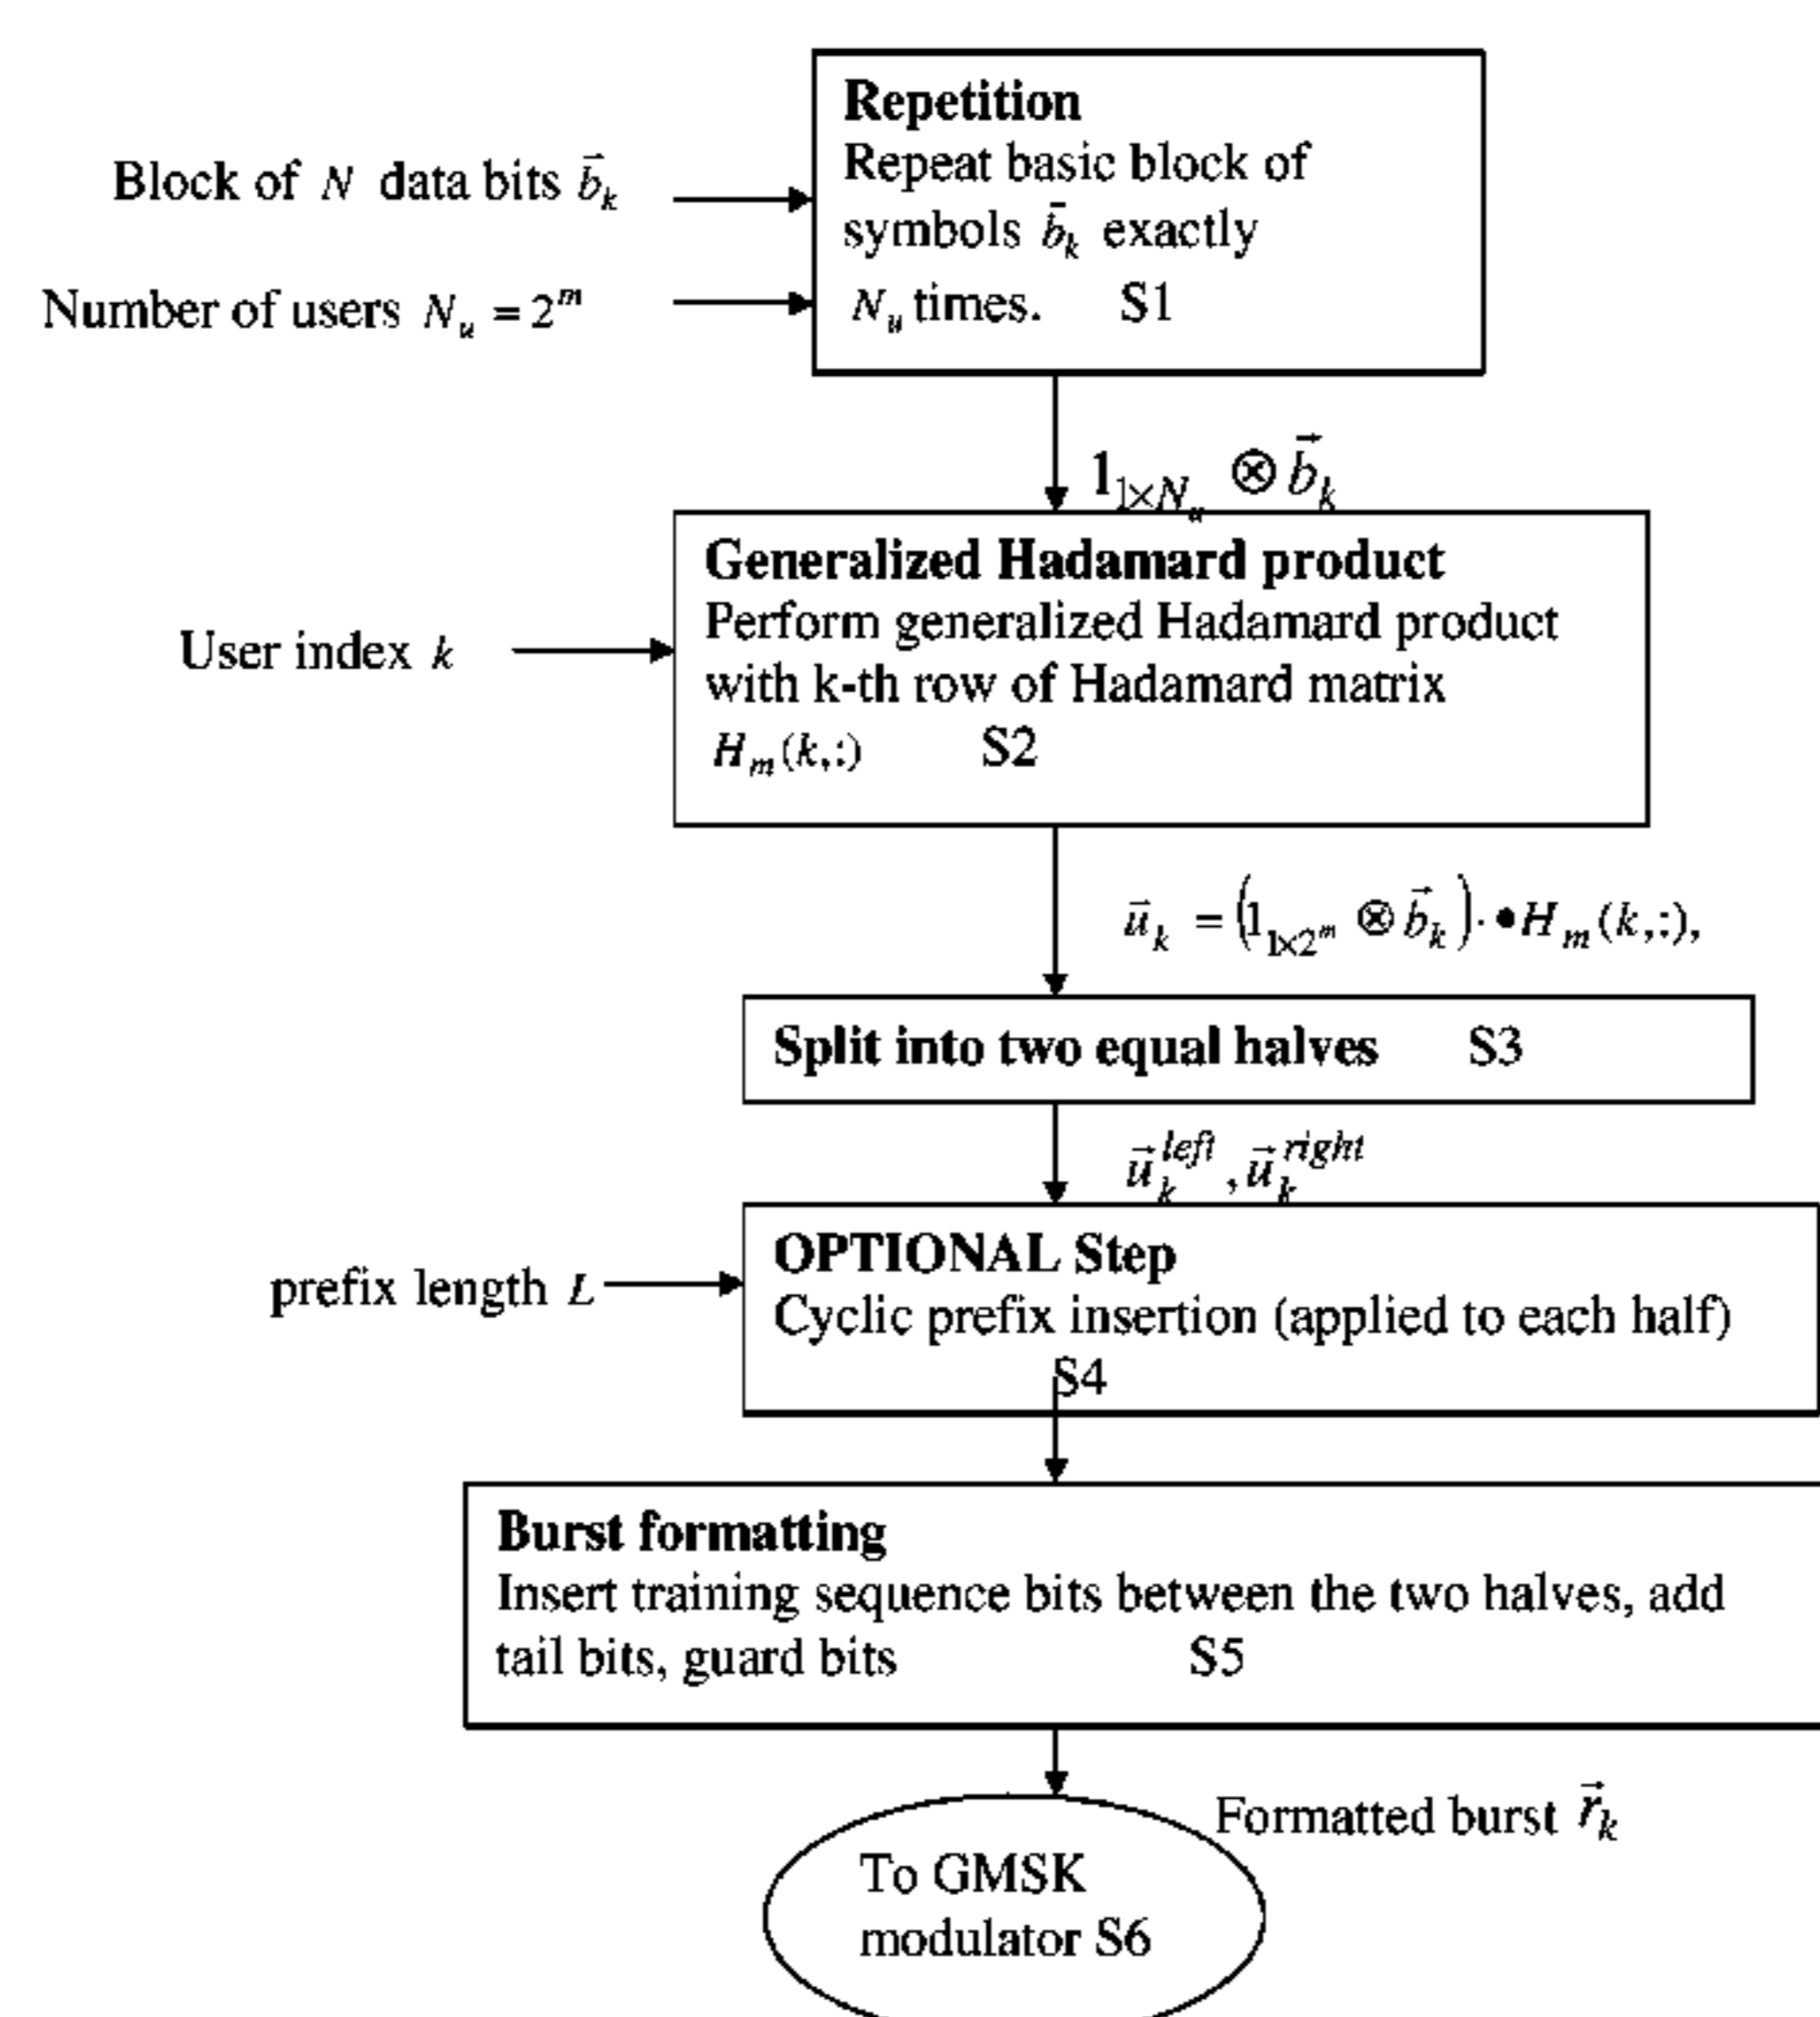 Repetition
Repeat basic block of
symbols b̄ₖ exactly
Nᵤ times. S1
Block of N data bits b⃗ₖ
Number of users Nᵤ = 2ᵐ
1_{1×Nᵤ} ⊗ b⃗ₖ
Generalized Hadamard product
Perform generalized Hadamard product
with k-th row of Hadamard matrix
Hₘ(k,:) S2
User index k
u⃗ₖ = (1_{1×2ᵐ} ⊗ b⃗ₖ)·•Hₘ(k,:),
Split into two equal halves S3
u⃗ₖ^{left}, u⃗ₖ^{right}
OPTIONAL Step
Cyclic prefix insertion (applied to each half)
S4
prefix length L
Burst formatting
Insert training sequence bits between the two halves, add
tail bits, guard bits S5
Formatted burst r⃗ₖ
To GMSK
modulator S6